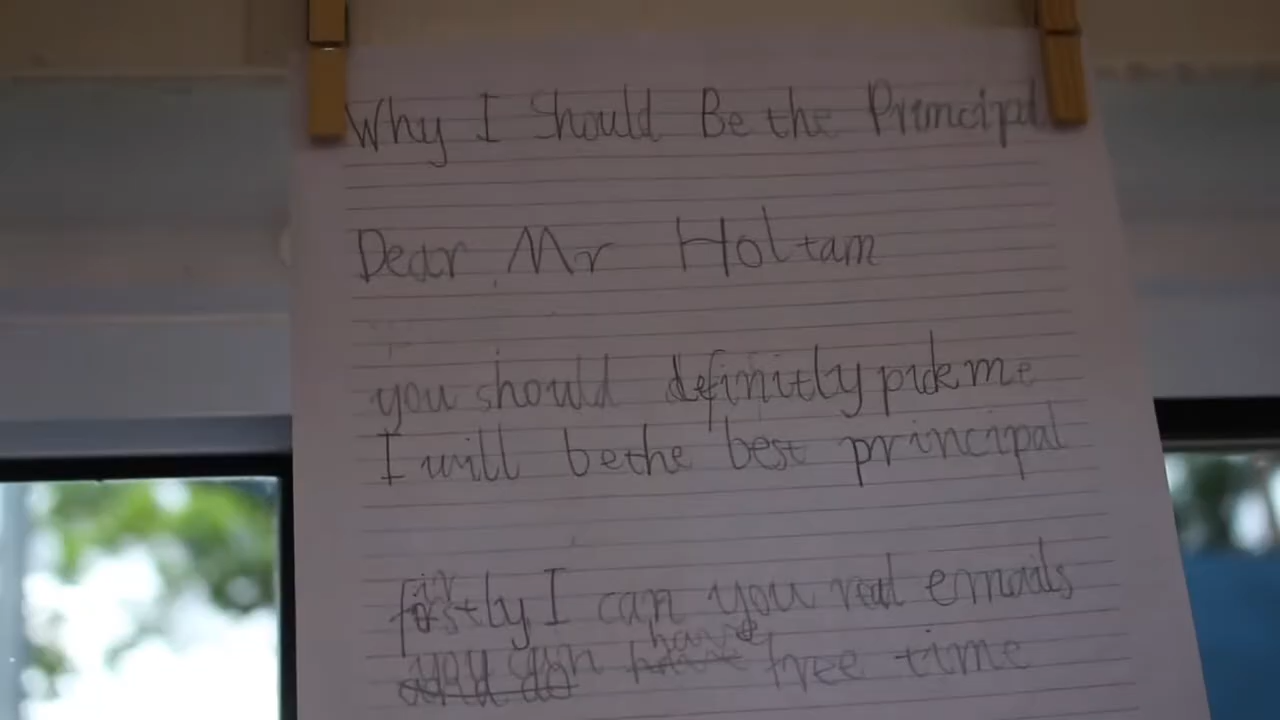 Why I Should Be the Principal
Dear Mr Holtam
you should definitly pick me
I will be the best principal
firstly I can you read emails
have free time